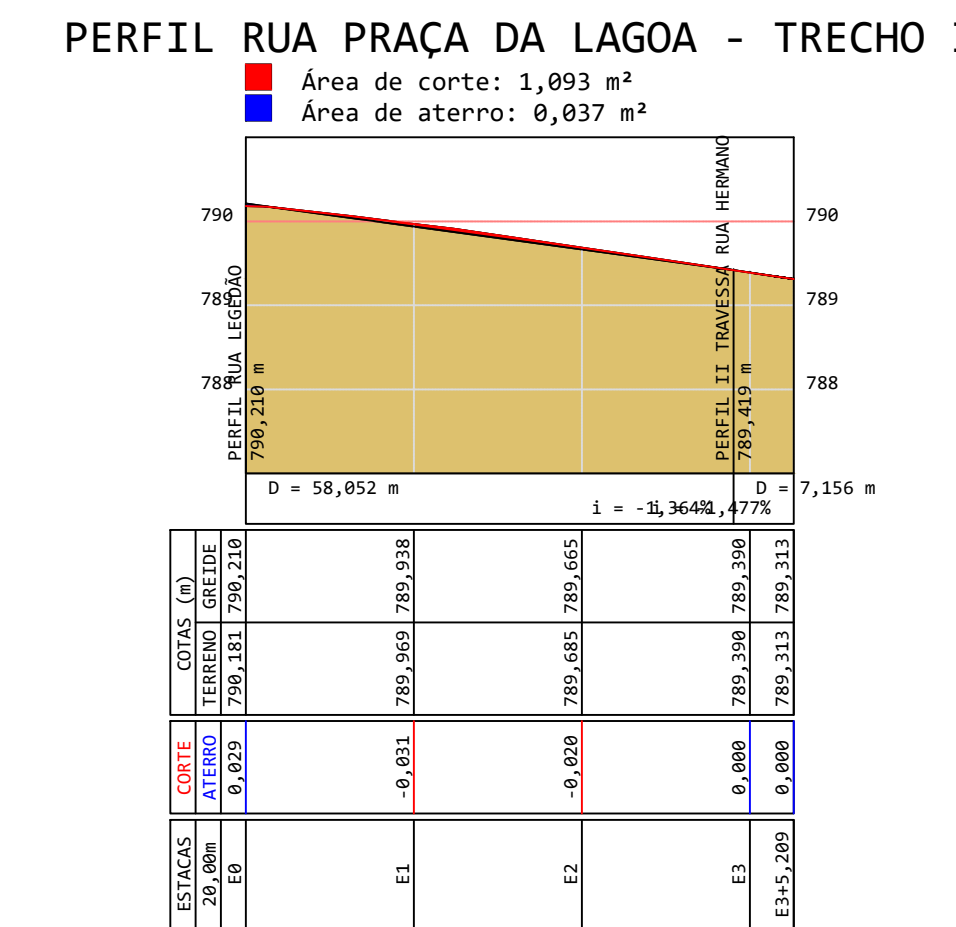 PERFIL RUA PRAÇA DA LAGOA - TRECHO
Área de corte: 1,093 m²
Área de aterro: 0,037 m²
790
790
789
789
788
788
PERFIL RUA LEGEDÃO
790,210 m
PERFIL II TRAVESSA RUA HERMANO
789,419 m
D = 58,052 m
D = 7,156 m
i = -1,364%
i = -1,477%
COTAS (m)
GREIDE
790,210
789,938
789,665
789,390
789,313
TERRENO
790,181
789,969
789,685
789,390
789,313
CORTE
ATERRO
0,029
-0,031
-0,020
0,000
0,000
ESTACAS
20,00m
E0
E1
E2
E3
E3+5,209